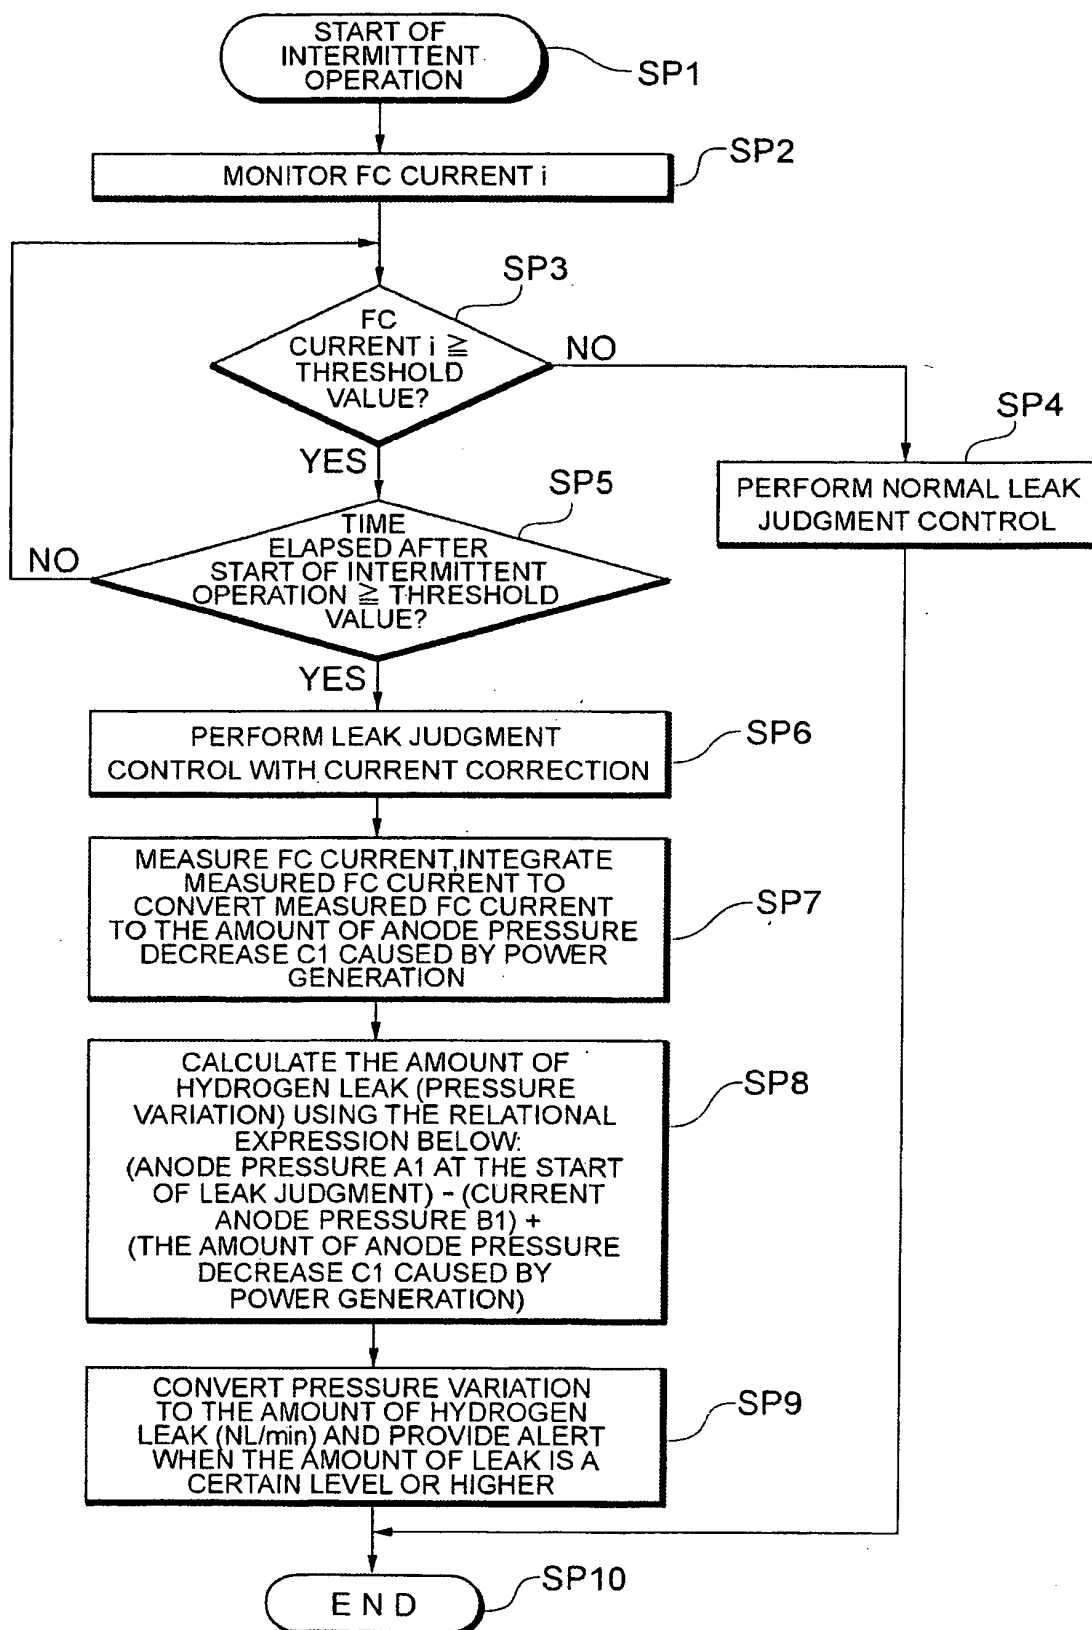 START OF
INTERMITTENT
OPERATION
SP1
MONITOR FC CURRENT i
SP2
SP3
FC
CURRENT i ≧
THRESHOLD
VALUE?
NO
YES
SP4
PERFORM NORMAL LEAK
JUDGMENT CONTROL
SP5
TIME
ELAPSED AFTER
START OF INTERMITTENT
OPERATION ≧ THRESHOLD
VALUE?
NO
YES
PERFORM LEAK JUDGMENT
CONTROL WITH CURRENT CORRECTION
SP6
MEASURE FC CURRENT,INTEGRATE
MEASURED FC CURRENT TO
CONVERT MEASURED FC CURRENT
TO THE AMOUNT OF ANODE PRESSURE
DECREASE C1 CAUSED BY POWER
GENERATION
SP7
CALCULATE THE AMOUNT OF
HYDROGEN LEAK (PRESSURE
VARIATION) USING THE RELATIONAL
EXPRESSION BELOW:
(ANODE PRESSURE A1 AT THE START
OF LEAK JUDGMENT) - (CURRENT
ANODE PRESSURE B1) +
(THE AMOUNT OF ANODE PRESSURE
DECREASE C1 CAUSED BY
POWER GENERATION)
SP8
CONVERT PRESSURE VARIATION
TO THE AMOUNT OF HYDROGEN
LEAK (NL/min) AND PROVIDE ALERT
WHEN THE AMOUNT OF LEAK IS A
CERTAIN LEVEL OR HIGHER
SP9
END
SP10